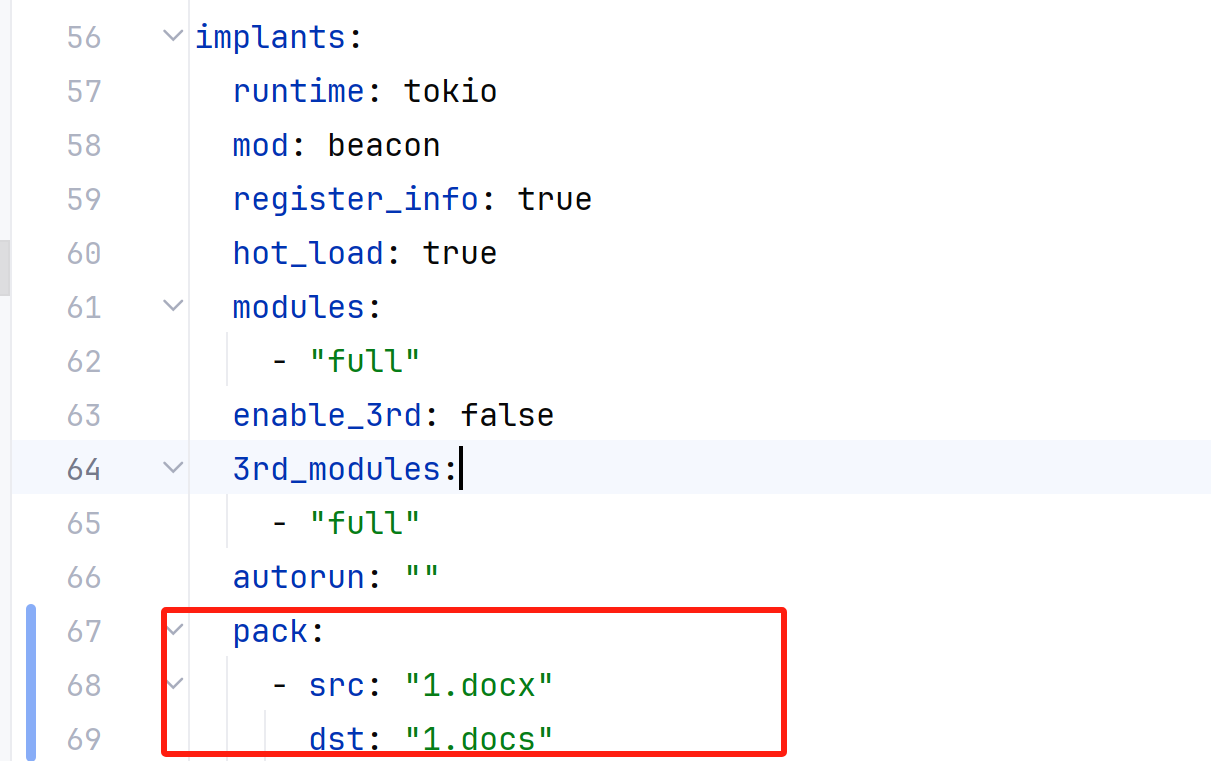 56 implants:
57 runtime: tokio
58 mod: beacon
59 register_info: true
60 hot_load: true
61 modules:
62 - "full"
63 enable_3rd: false
64 3rd_modules:
65 - "full"
66 autorun: ""
67 pack:
68 - src: "1.docx"
69 dst: "1.docs"